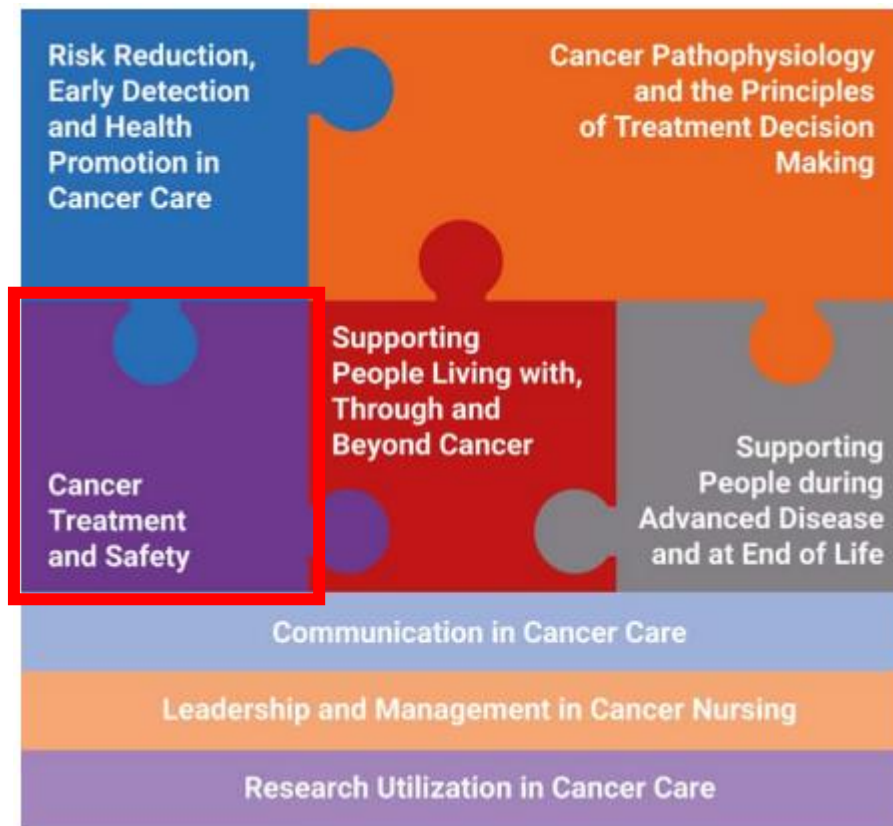 Risk Reduction,
Early Detection
and Health
Promotion in
Cancer Care
Cancer Pathophysiology
and the Principles
of Treatment Decision
Making
Cancer
Treatment
and Safety
Supporting
People Living with,
Through and
Beyond Cancer
Supporting
People during
Advanced Disease
and at End of Life
Communication in Cancer Care
Leadership and Management in Cancer Nursing
Research Utilization in Cancer Care